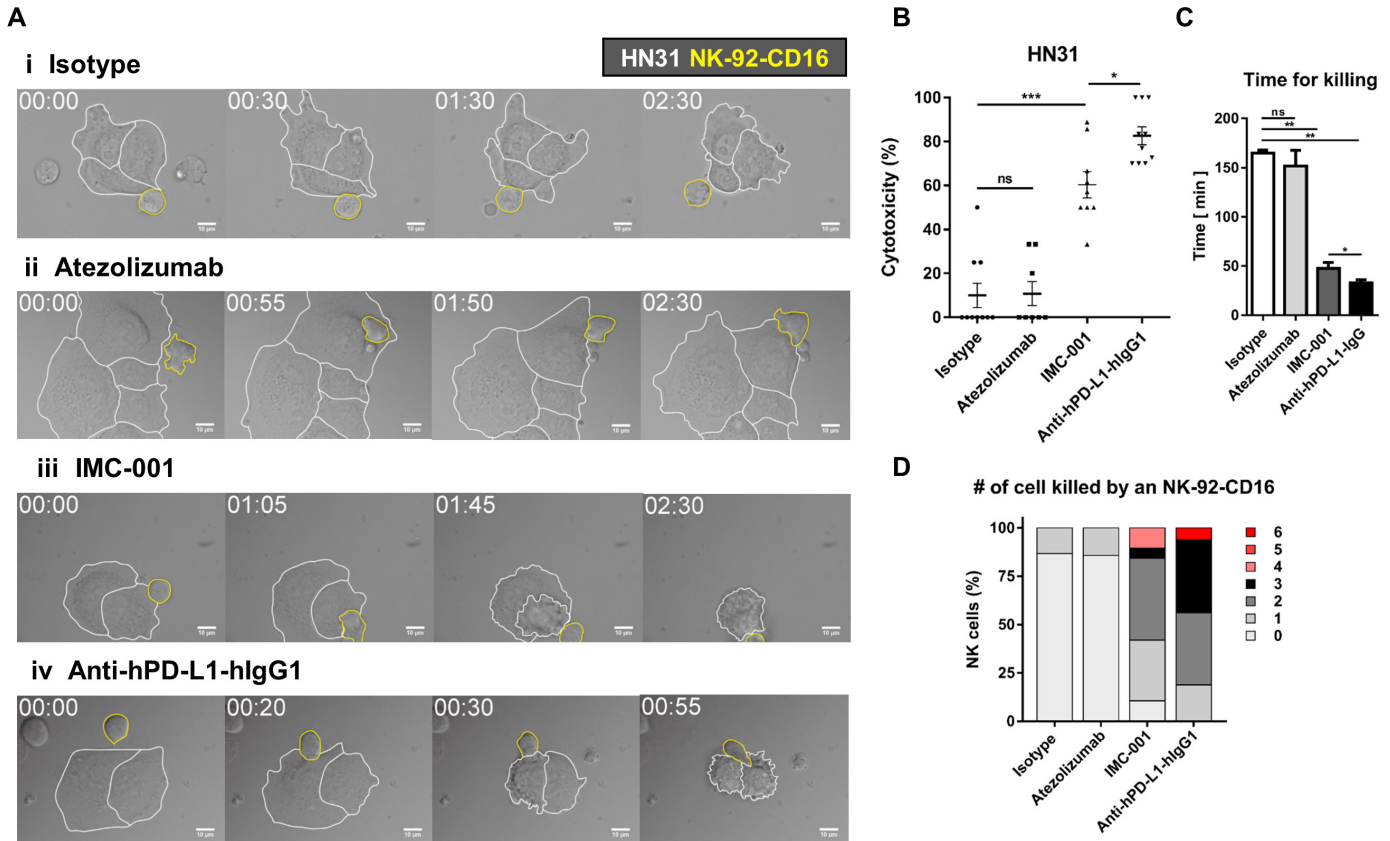 A
i Isotype
HN31 NK-92-CD16
00:00
00:30
01:30
02:30
10 μm
10 μm
10 μm
10 μm
ii Atezolizumab
00:00
00:55
01:50
02:30
10 μm
10 μm
10 μm
10 μm
iii IMC-001
00:00
01:05
01:45
02:30
10 μm
10 μm
10 μm
10 μm
iv Anti-hPD-L1-hIgG1
00:00
00:20
00:30
00:55
10 μm
10 μm
10 μm
10 μm
B
HN31
*
***
ns
Cytotoxicity (%)
100
80
60
40
20
0
Isotype
Atezolizumab
IMC-001
Anti-hPD-L1-hIgG1
C
Time for killing
ns
**
**
*
Time [ min ]
200
150
100
50
0
Isotype
Atezolizumab
IMC-001
Anti-hPD-L1-IgG
D
# of cell killed by an NK-92-CD16
NK cells (%)
100
75
50
25
0
Isotype
Atezolizumab
IMC-001
Anti-hPD-L1-hIgG1
6
5
4
3
2
1
0